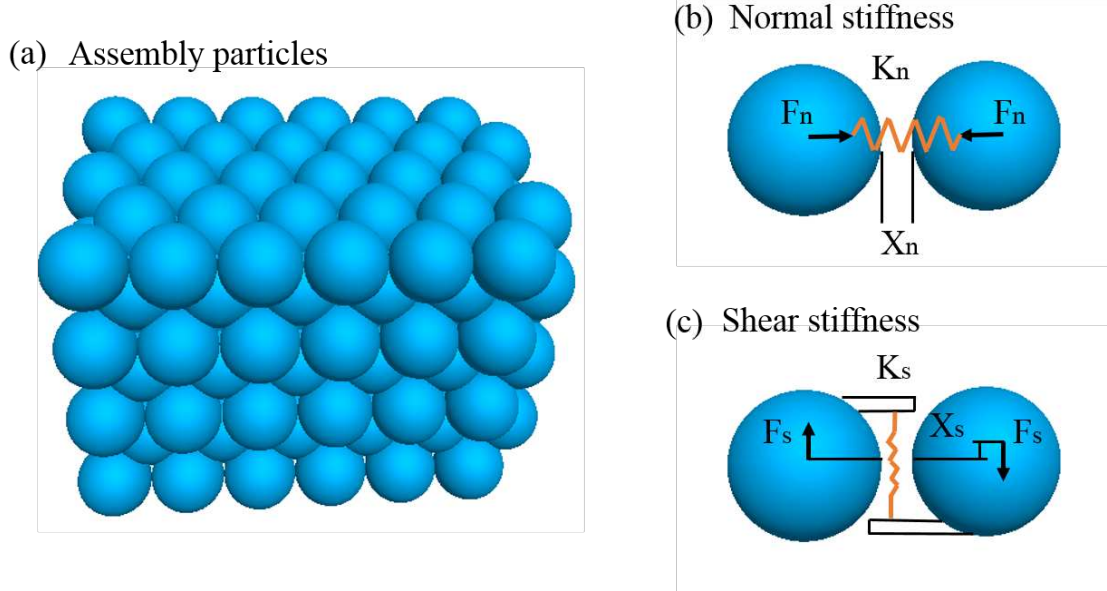 (a) Assembly particles
(b) Normal stiffness
Kn
Fn
Fn
Xn
(c) Shear stiffness
Ks
Fs
Xs
Fs